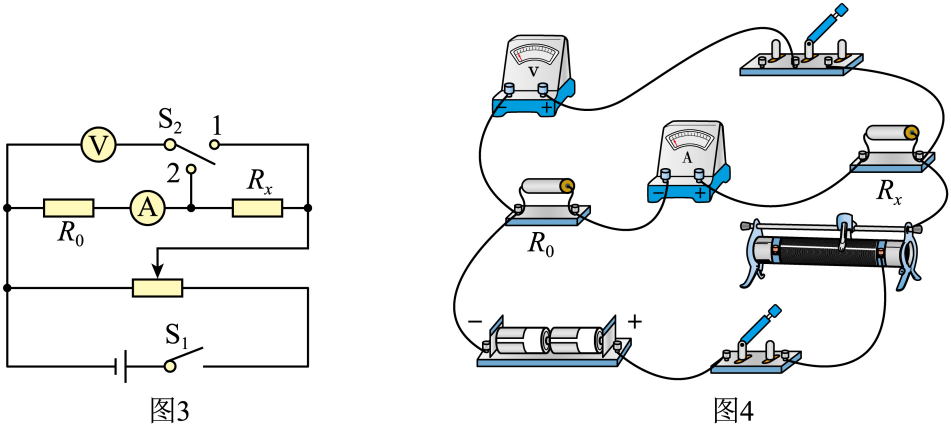 S₂ 1
V
2 Rₓ
A
R₀
S₁
图3
V
− +
A
− +
Rₓ
R₀
− +
图4